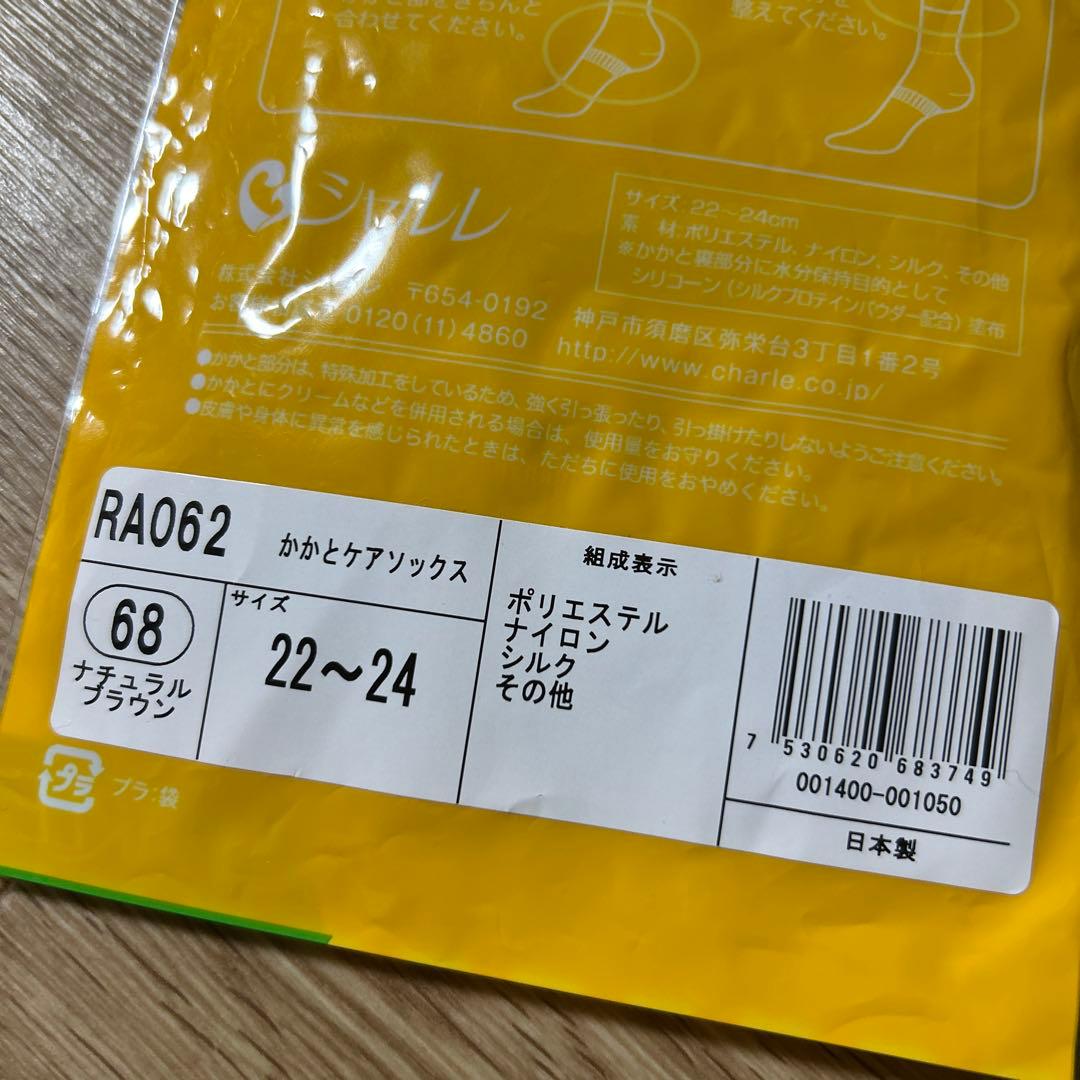 合わせてください。
整えてください。
シャルレ
サイズ:22〜24cm
素 材:ポリエステル、ナイロン、シルク、その他
※かかと裏部分に水分保持目的として
シリコーン(シルクプロテインパウダー配合)塗布
株式会社
〒654-0192
神戸市須磨区弥栄台3丁目1番2号
0120(11)4860
http://www.charle.co.jp/
●かかと部分は、特殊加工をしているため、強く引っ張ったり、引っ掛けたりしないようご注意ください。
●かかとにクリームなどを併用される場合は、使用量をお守りください。
●皮膚や身体に異常を感じられたときは、ただちに使用をおやめください。
RA062
かかとケアソックス
68
ナチュラル
ブラウン
サイズ
22〜24
組成表示
ポリエステル
ナイロン
シルク
その他
7 530620 683749
001400-001050
日本製
プラ
プラ:袋